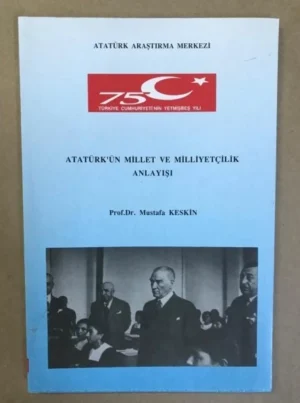 ATATÜRK ARAŞTIRMA MERKEZİ
75
TÜRKİYE CUMHURİYETİ'NİN YETMİŞBEŞ YILI
ATATÜRK'ÜN MİLLET VE MİLLİYETÇİLİK
ANLAYIŞI
Prof.Dr. Mustafa KESKİN